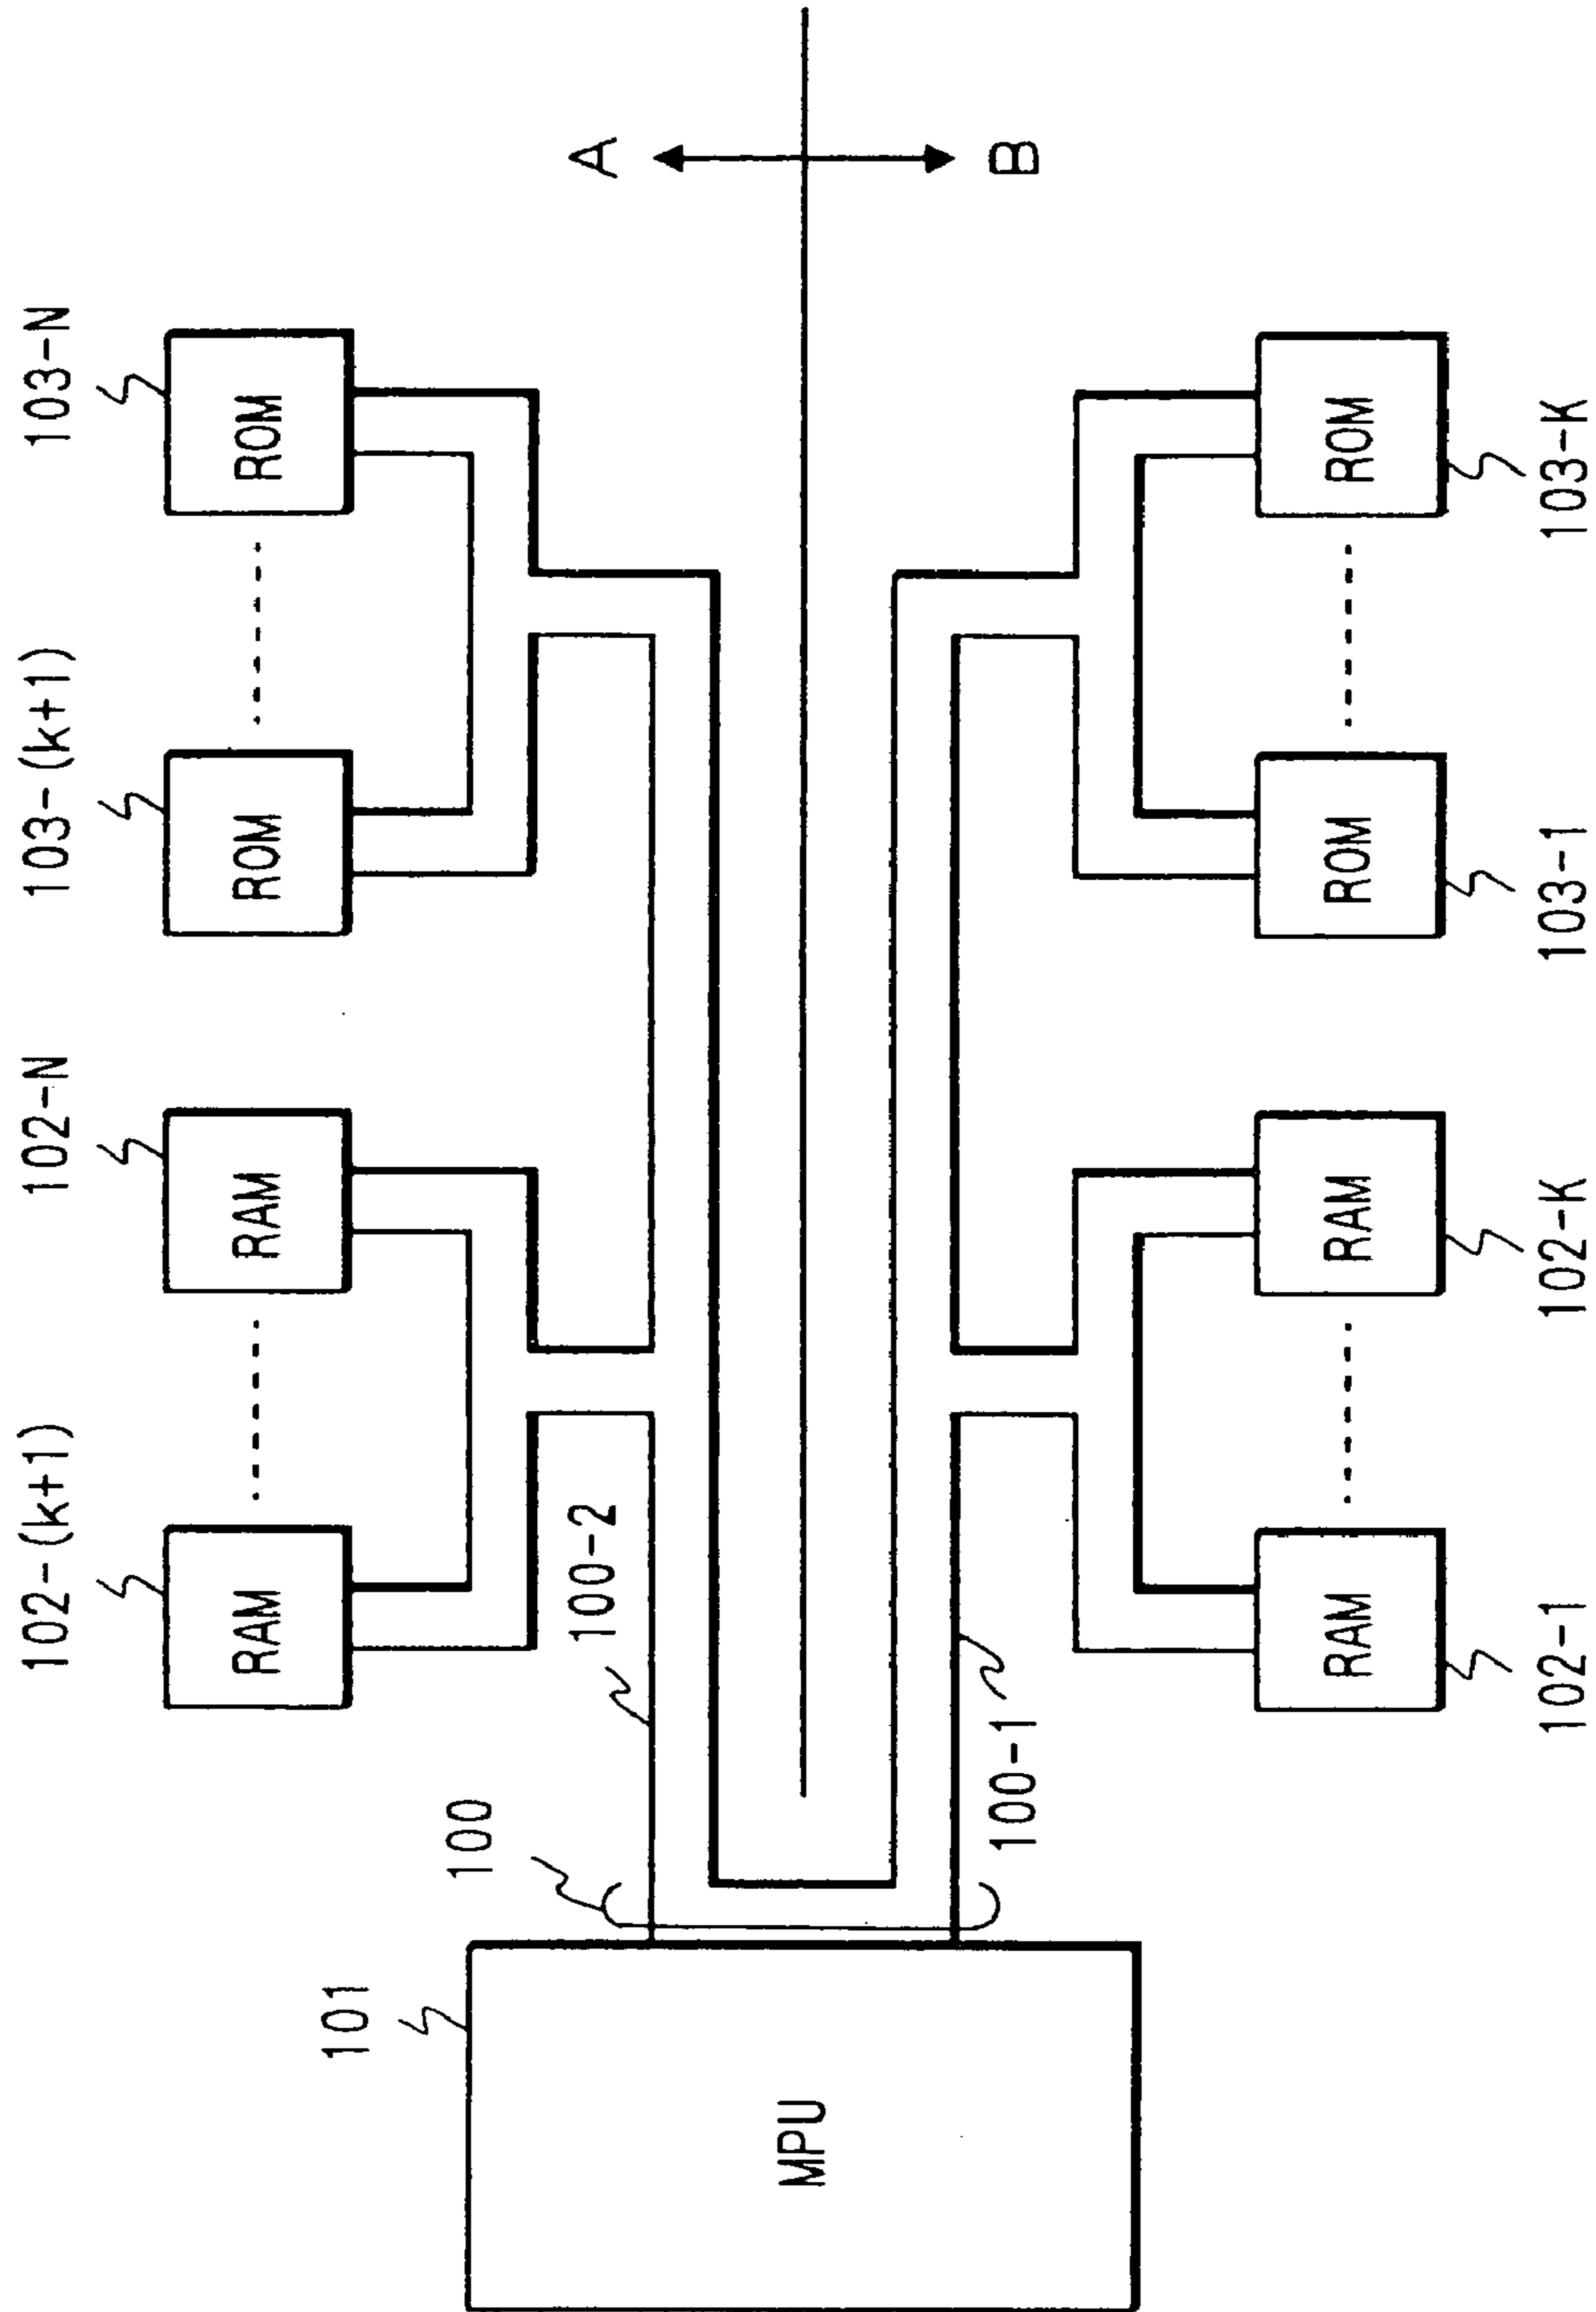 102-(k+1)
102-N
103-(k+1)
103-N
RAM
RAM
ROM
ROM
101
100
100-2
A
MPU
100-1
B
RAM
RAM
ROM
ROM
102-1
102-K
103-1
103-K